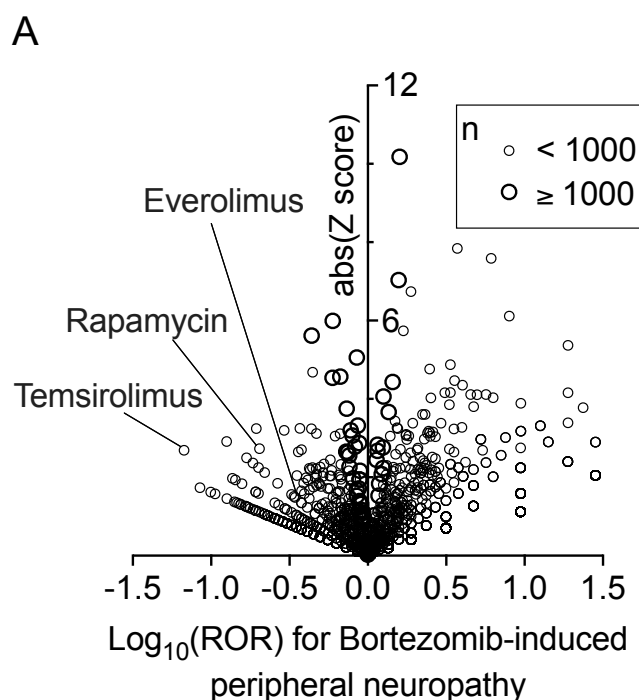 A
12
abs(Z score)
n
< 1000
≥ 1000
Everolimus
6
Rapamycin
Temsirolimus
-1.5 -1.0 -0.5 0.0 0.5 1.0 1.5
Log10(ROR) for Bortezomib-induced
peripheral neuropathy